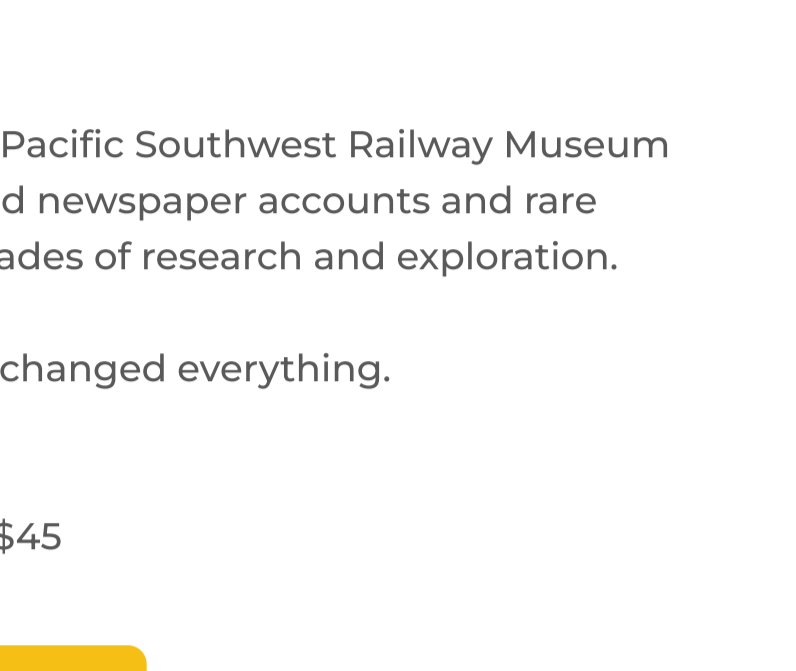 Pacific Southwest Railway Museum
d newspaper accounts and rare
ades of research and exploration.
changed everything.
$45